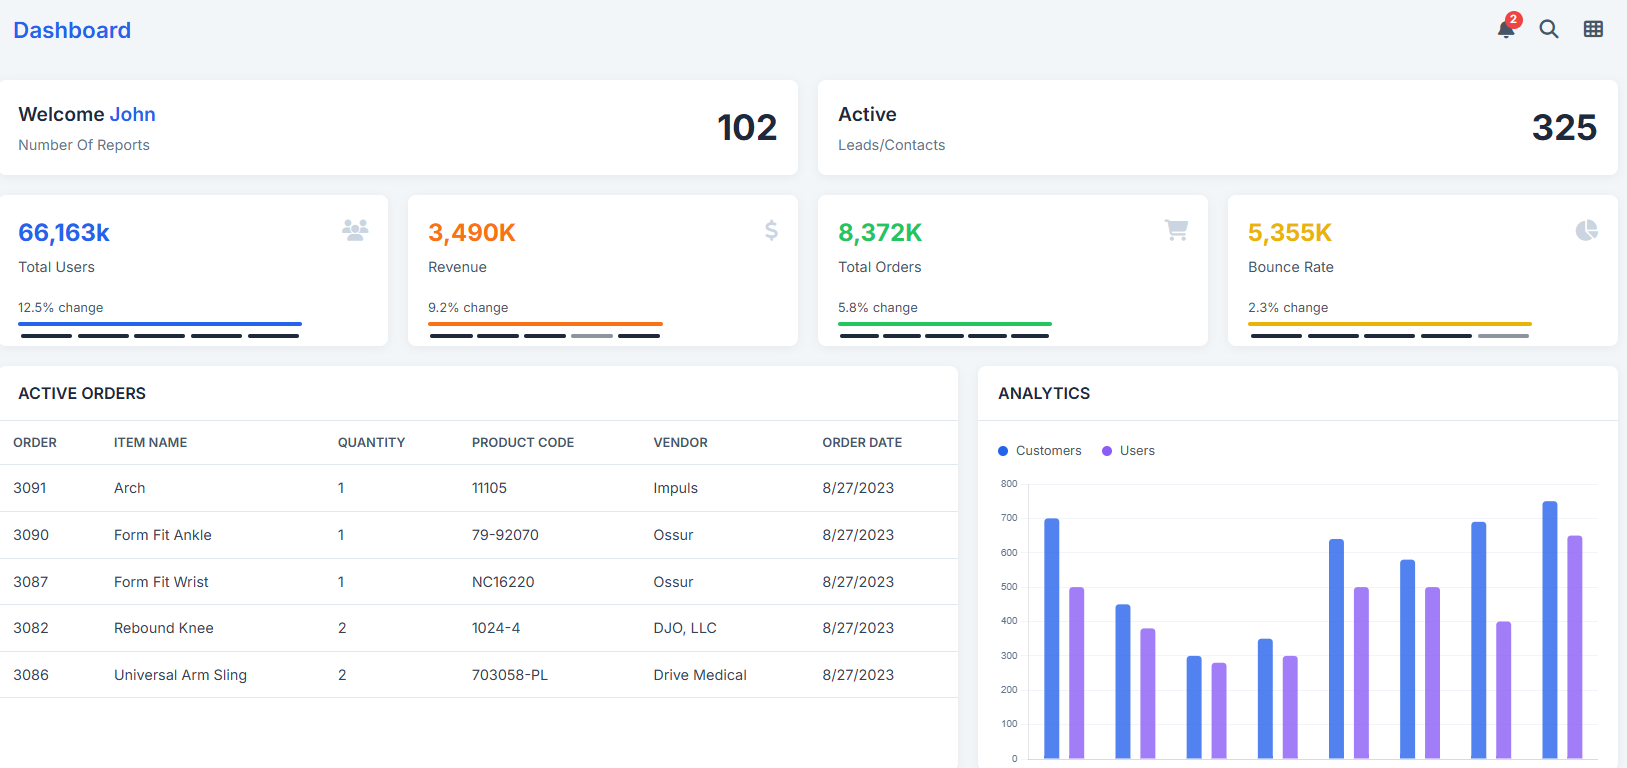 Dashboard
2
Welcome John
Number Of Reports
102
Active
Leads/Contacts
325
66,163k
Total Users
12.5% change
3,490K
Revenue
$
9.2% change
8,372K
Total Orders
5.8% change
5,355K
Bounce Rate
2.3% change
ACTIVE ORDERS
ORDER ITEM NAME QUANTITY PRODUCT CODE VENDOR ORDER DATE
3091 Arch 1 11105 Impuls 8/27/2023
3090 Form Fit Ankle 1 79-92070 Ossur 8/27/2023
3087 Form Fit Wrist 1 NC16220 Ossur 8/27/2023
3082 Rebound Knee 2 1024-4 DJO, LLC 8/27/2023
3086 Universal Arm Sling 2 703058-PL Drive Medical 8/27/2023
ANALYTICS
Customers Users
800
700
600
500
400
300
200
100
0